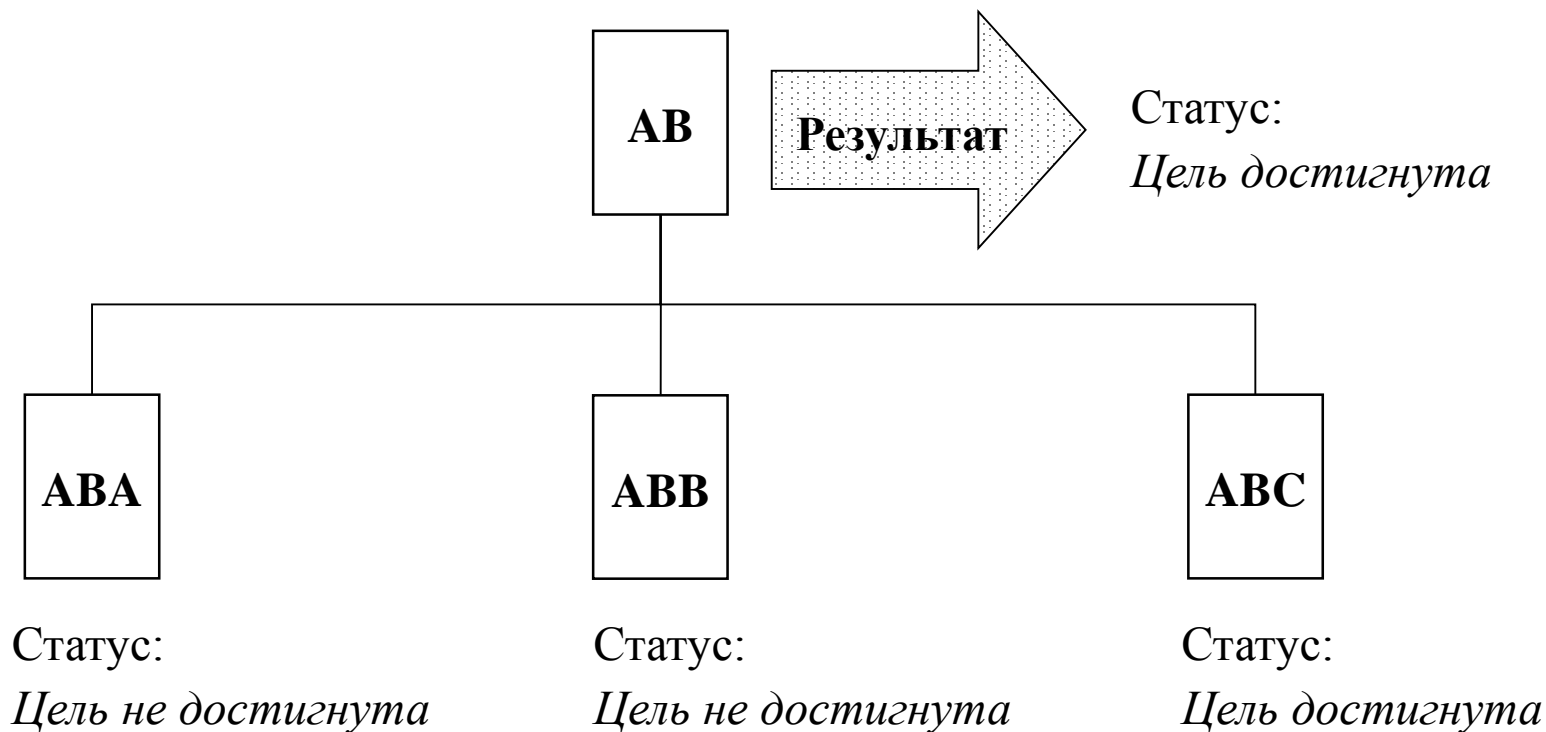 AB
Результат
Статус:
Цель достигнута
ABA
ABB
ABC
Статус:
Цель не достигнута
Статус:
Цель не достигнута
Статус:
Цель достигнута